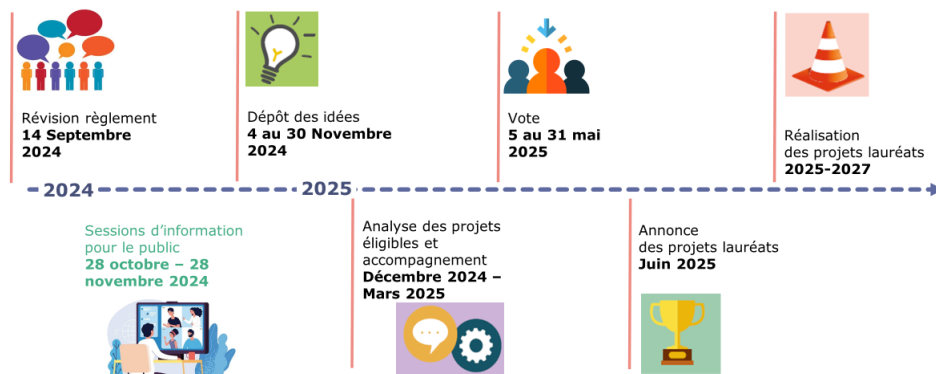 Révision règlement
14 Septembre
2024
Dépôt des idées
4 au 30 Novembre
2024
Vote
5 au 31 mai
2025
Réalisation
des projets lauréats
2025-2027
2024
2025
Sessions d’information
pour le public
28 octobre – 28
novembre 2024
Analyse des projets
éligibles et
accompagnement
Décembre 2024 –
Mars 2025
Annonce
des projets lauréats
Juin 2025